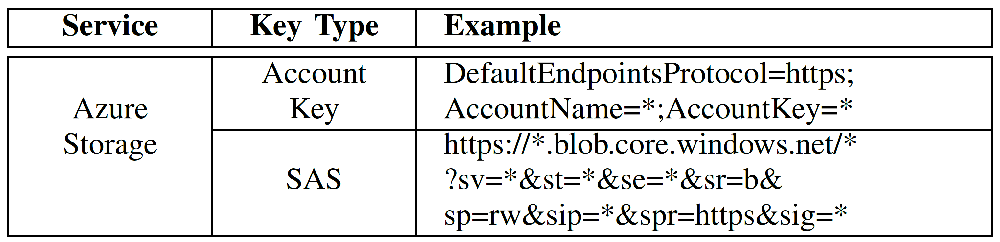 Service Key Type Example
Azure Storage
Account Key
DefaultEndpointsProtocol=https;
AccountName=*;AccountKey=*
SAS
https://*.blob.core.windows.net/*
?sv=*&st=*&se=*&sr=b&
sp=rw&sip=*&spr=https&sig=*